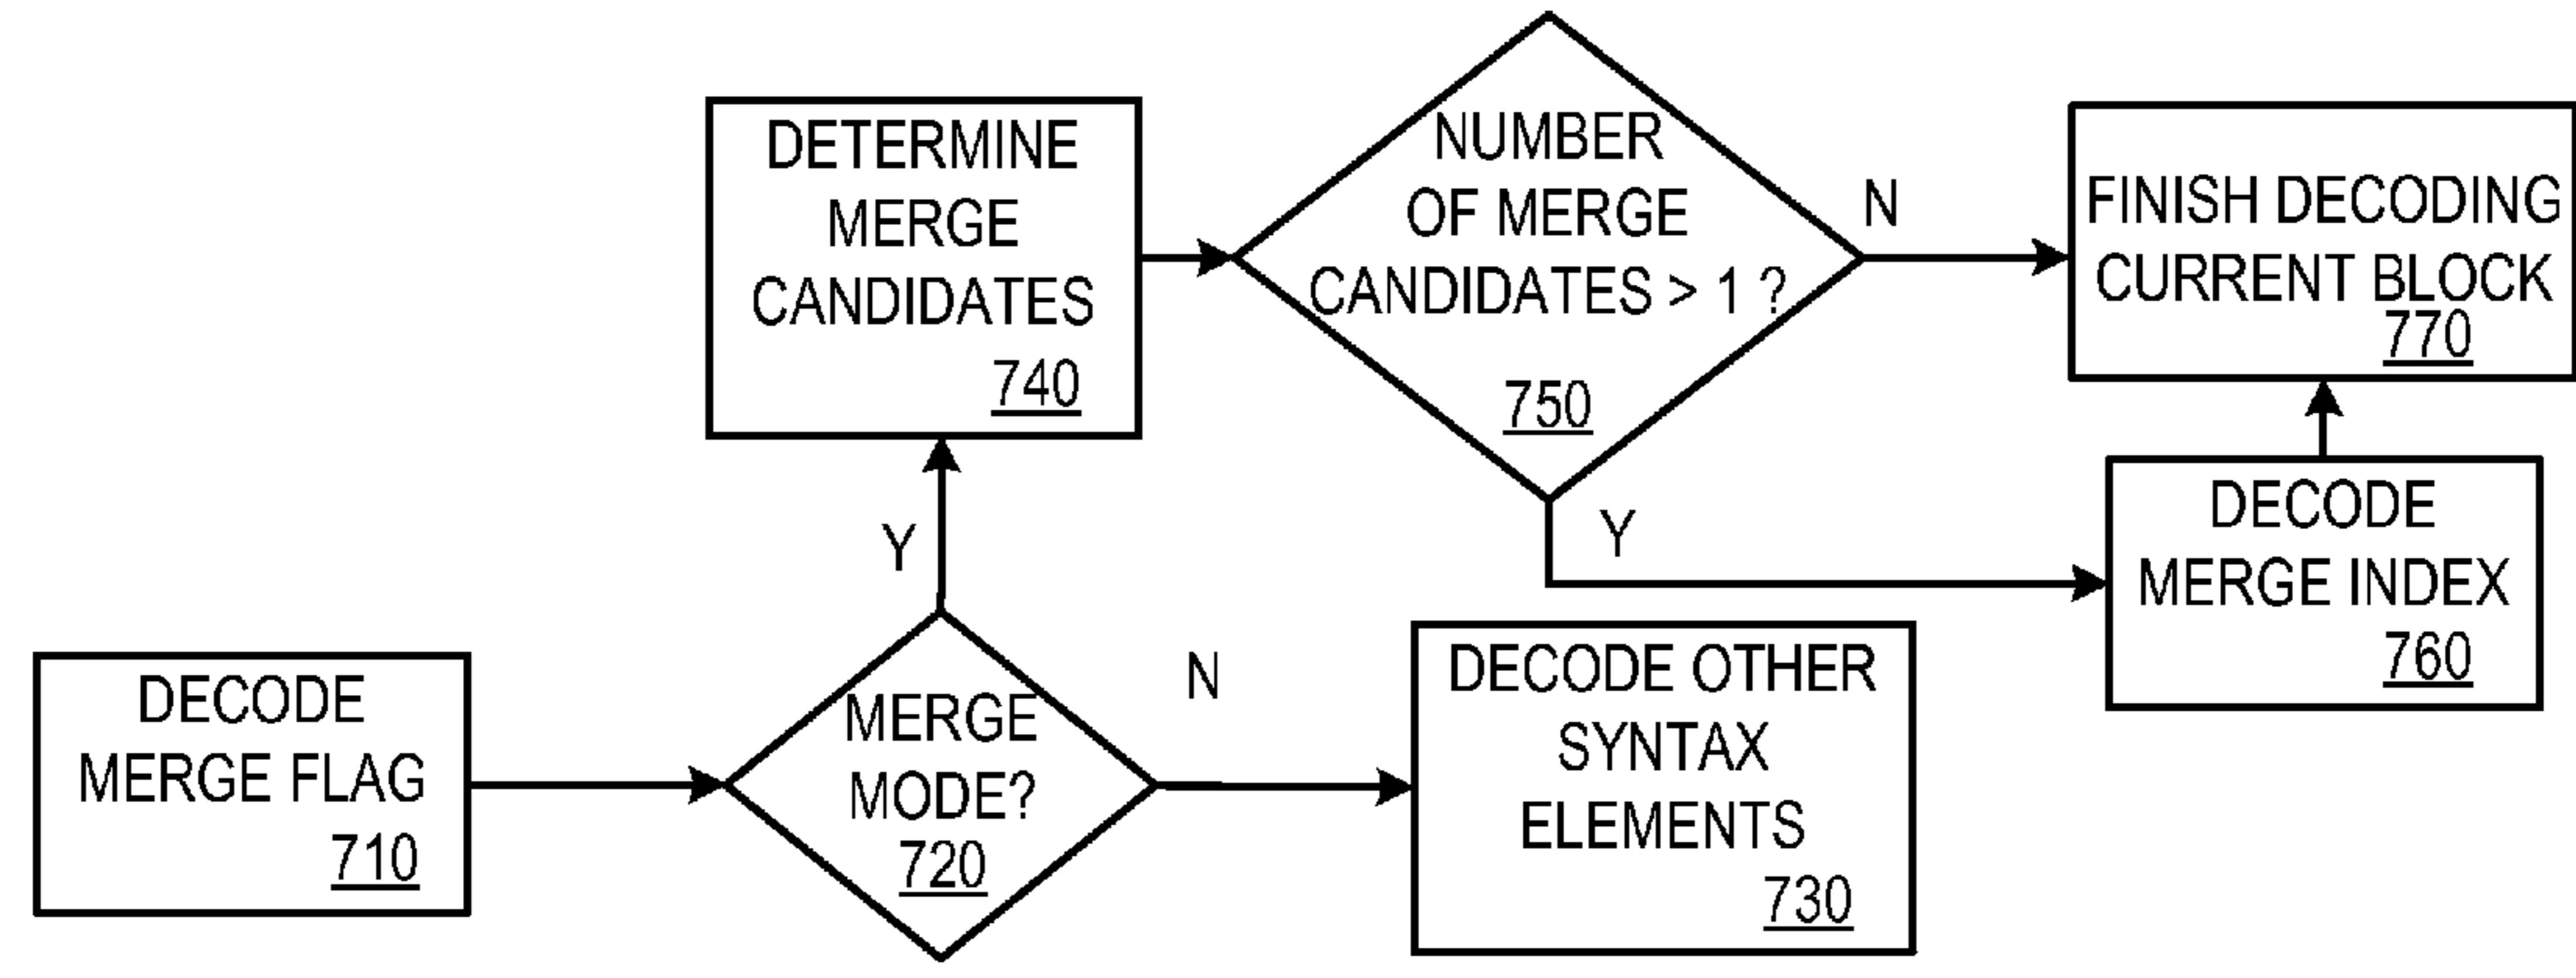 DECODE
MERGE FLAG
710
MERGE
MODE?
720
Y
N
DECODE OTHER
SYNTAX
ELEMENTS
730
DETERMINE
MERGE
CANDIDATES
740
NUMBER
OF MERGE
CANDIDATES > 1 ?
750
N
Y
DECODE
MERGE INDEX
760
FINISH DECODING
CURRENT BLOCK
770